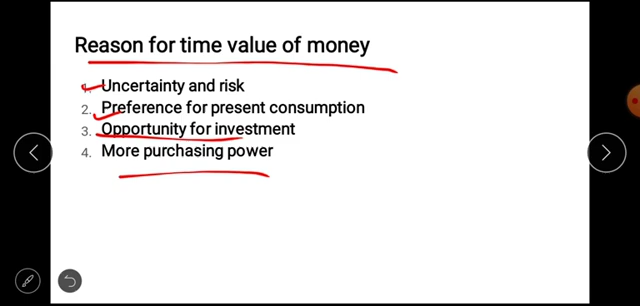 Reason for time value of money
1. Uncertainty and risk
2. Preference for present consumption
3. Opportunity for investment
4. More purchasing power